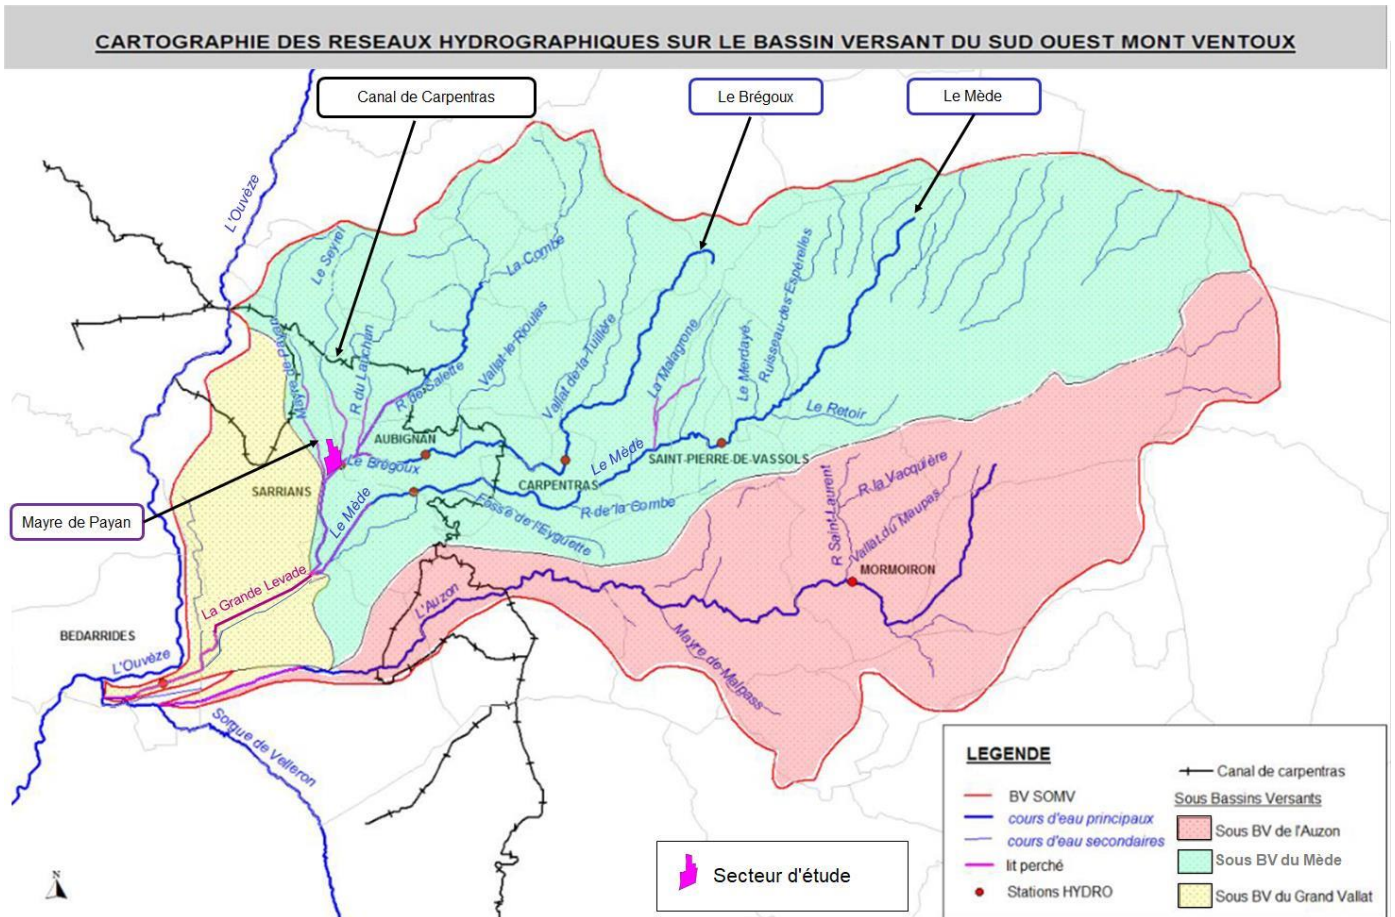 CARTOGRAPHIE DES RESEAUX HYDROGRAPHIQUES SUR LE BASSIN VERSANT DU SUD OUEST MONT VENTOUX
Canal de Carpentras
Le Brégoux
Le Mède
L'Ouvèze
Le Seyrel
La Combe
Ruisseau des Espérelles
Mayre de Payan
R du Lauchan
R de Salette
Vallat le Rioulas
Vallat de la Tuilière
La Malagrone
Le Merdayé
Le Retoir
AUBIGNAN
Le Brégoux
Le Mède
SAINT-PIERRE-DE-VASSOLS
SARRIANS
CARPENTRAS
Le Mède
Fosse de l'Eyguette
R de la Combe
R Saint-Laurent
R la Vacquière
Vallat du Maupas
Mayre de Payan
MORMOIRON
La Grande Levade
L'Auzon
BEDARRIDES
L'Ouvèze
Mayre de Malpass
Sorgue de Velleron
LEGENDE
BV SOMV
cours d'eau principaux
cours d'eau secondaires
lit perché
Stations HYDRO
Canal de carpentras
Sous Bassins Versants
Sous BV de l'Auzon
Sous BV du Mède
Sous BV du Grand Vallat
Secteur d'étude
N